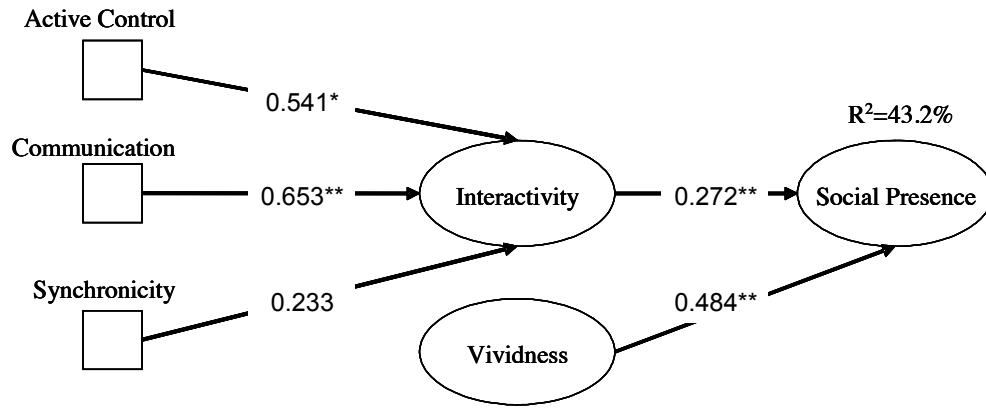 Active Control
0.541*
R²=43.2%
Communication
0.653**
Interactivity
0.272**
Social Presence
Synchronicity
0.233
0.484**
Vividness